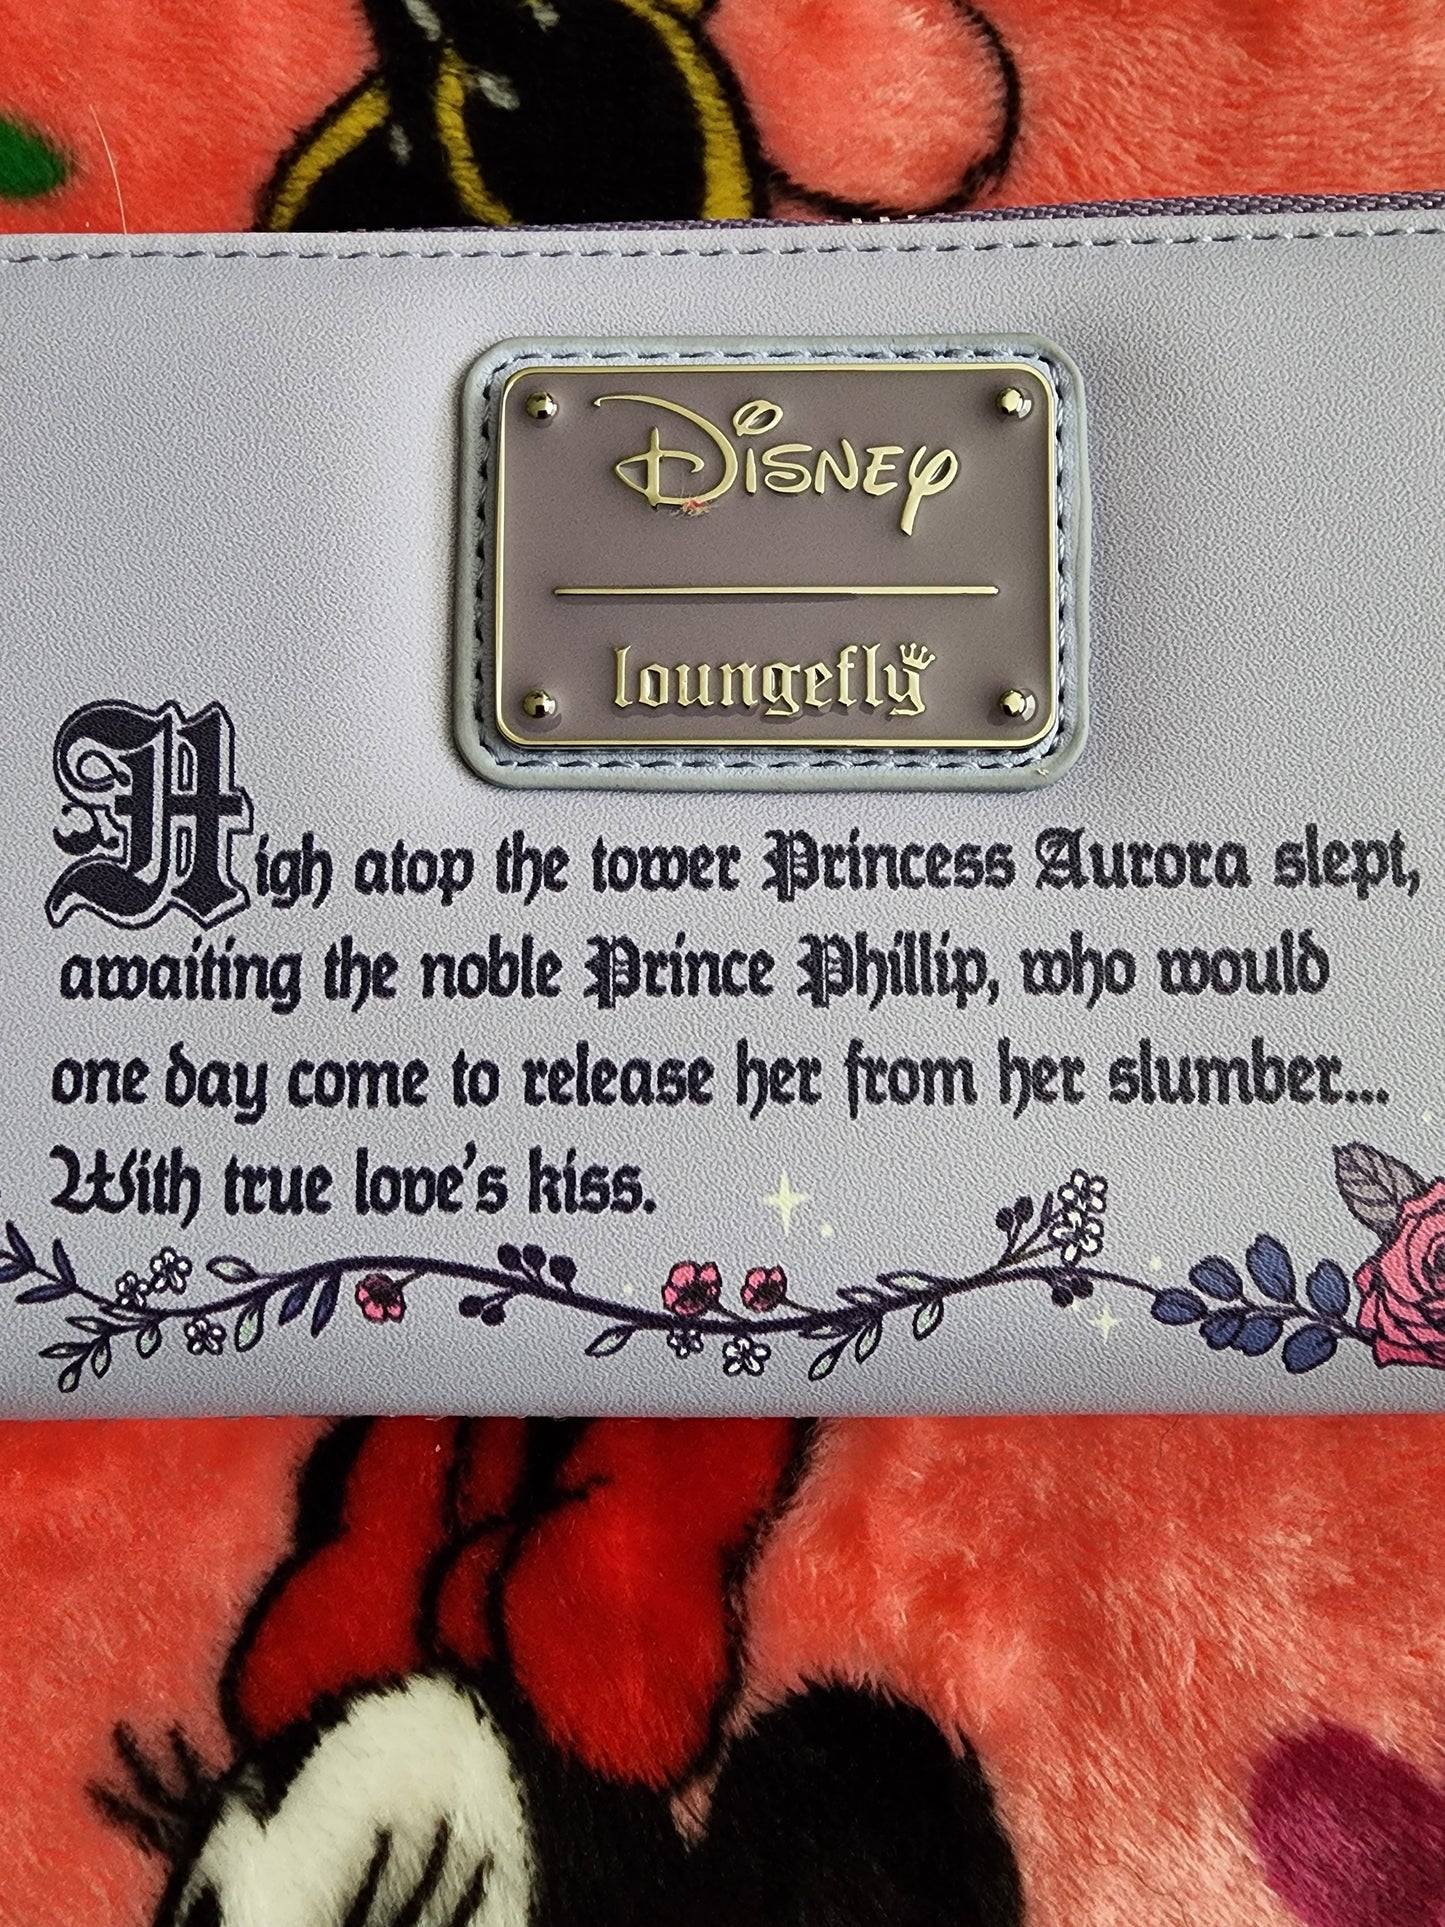 Disney
loungefly
High atop the tower Princess Aurora slept,
awaiting the noble Prince Phillip, who would
one day come to release her from her slumber...
With true love's kiss.